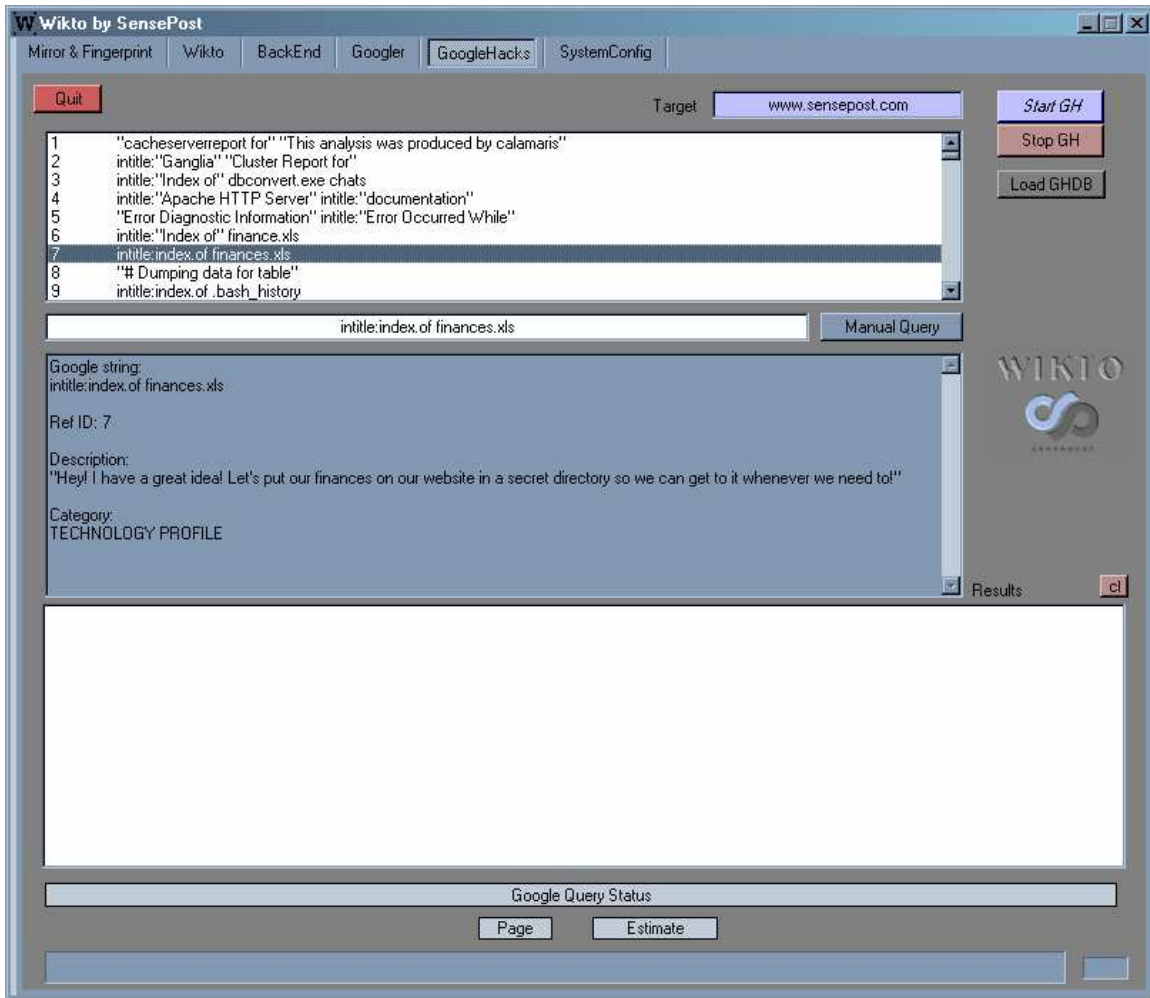 Wikto by SensePost
Mirror & Fingerprint Wikto BackEnd Googler GoogleHacks SystemConfig
Quit
Target www.sensepost.com
Start GH
Stop GH
Load GHDB
1 "cacheserverreport for" "This analysis was produced by calamaris"
2 intitle:"Ganglia" "Cluster Report for"
3 intitle:"Index of" dbconvert.exe chats
4 intitle:"Apache HTTP Server" intitle:"documentation"
5 "Error Diagnostic Information" intitle:"Error Occurred While"
6 intitle:"Index of" finance.xls
7 intitle:index.of finances.xls
8 "# Dumping data for table"
9 intitle:index.of .bash_history
intitle:index.of finances.xls
Manual Query
Google string:
intitle:index.of finances.xls
Ref ID: 7
Description:
"Hey! I have a great idea! Let's put our finances on our website in a secret directory so we can get to it whenever we need to!"
Category:
TECHNOLOGY PROFILE
WIKTO
Results
cl
Google Query Status
Page Estimate